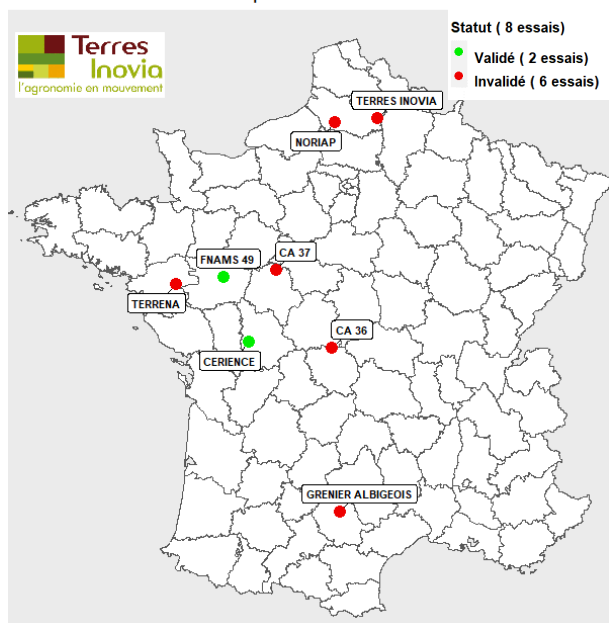 Statut ( 8 essais)
Validé ( 2 essais)
Invalidé ( 6 essais)
Terres
Inovia
l'agronomie en mouvement
TERRES INOVIA
NORIAP
FNAMS 49
CA 37
TERRENA
CA 36
CERIENCE
GRENIER ALBIGEOIS